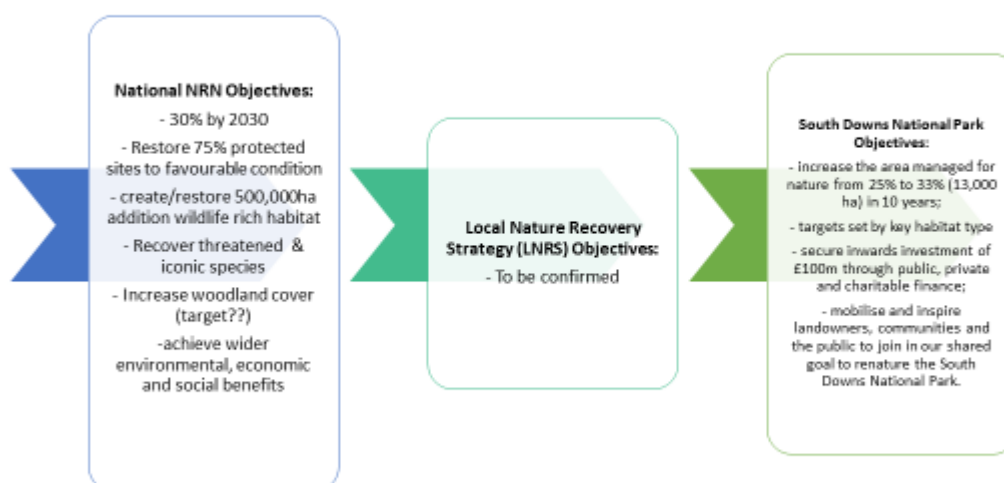 National NRN Objectives:
- 30% by 2030
- Restore 75% protected
sites to favourable condition
- create/restore 500,000ha
addition wildlife rich habitat
- Recover threatened &
iconic species
- Increase woodland cover
(target??)
-achieve wider
environmental, economic
and social benefits
Local Nature Recovery
Strategy (LNRS) Objectives:
- To be confirmed
South Downs National Park
Objectives:
- increase the area managed for
nature from 25% to 33% (13,000
ha) in 10 years;
- targets set by key habitat type
- secure inwards investment of
£100m through public, private
and charitable finance;
- mobilise and inspire
landowners, communities and
the public to join in our shared
goal to renature the South
Downs National Park.